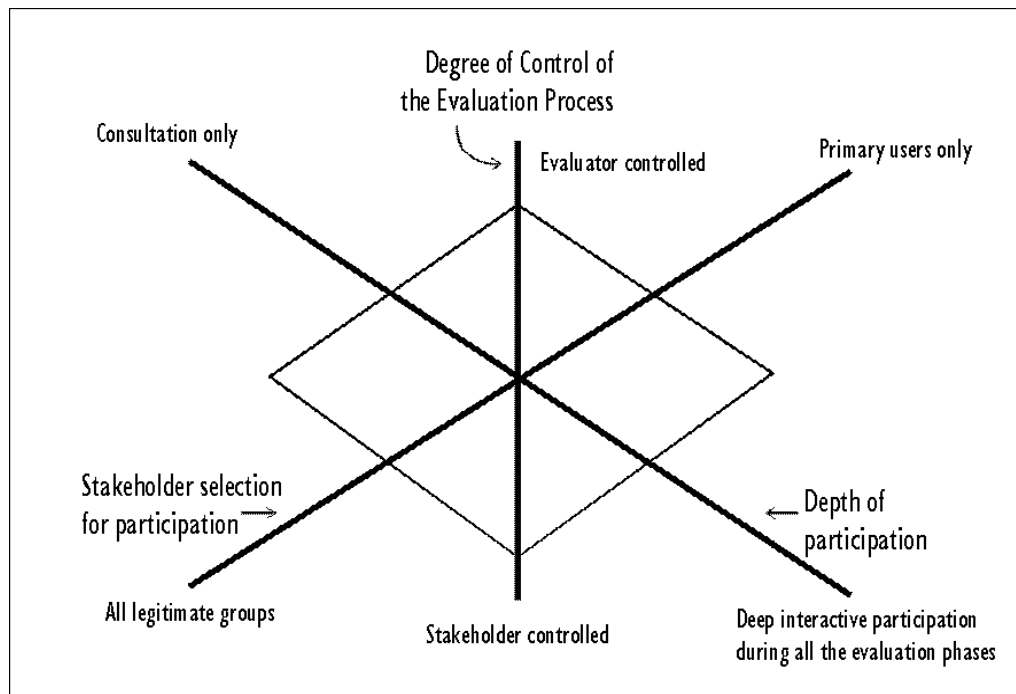 Degree of Control of
the Evaluation Process
Consultation only
Evaluator controlled
Primary users only
Stakeholder selection
for participation
Depth of
participation
All legitimate groups
Stakeholder controlled
Deep interactive participation
during all the evaluation phases